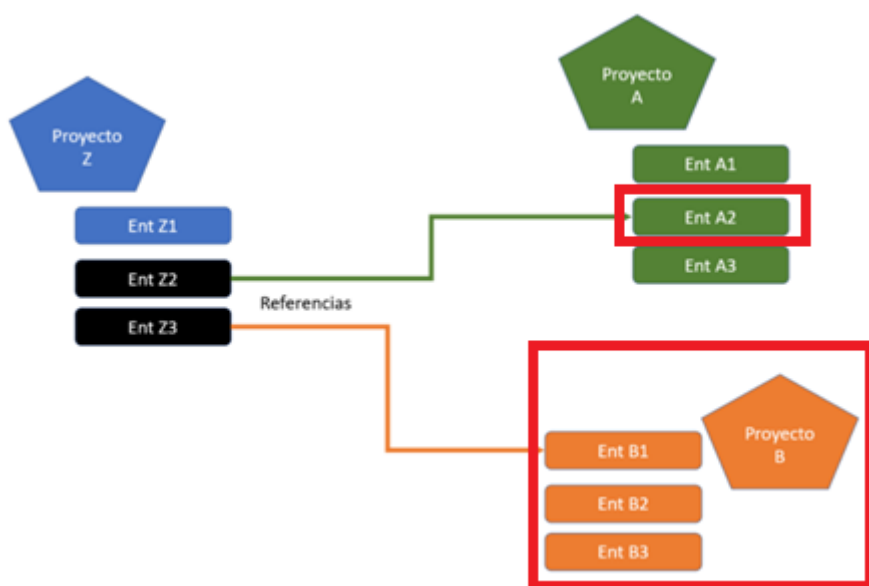 Proyecto
Z
Ent Z1
Ent Z2
Ent Z3
Referencias
Proyecto
A
Ent A1
Ent A2
Ent A3
Proyecto
B
Ent B1
Ent B2
Ent B3